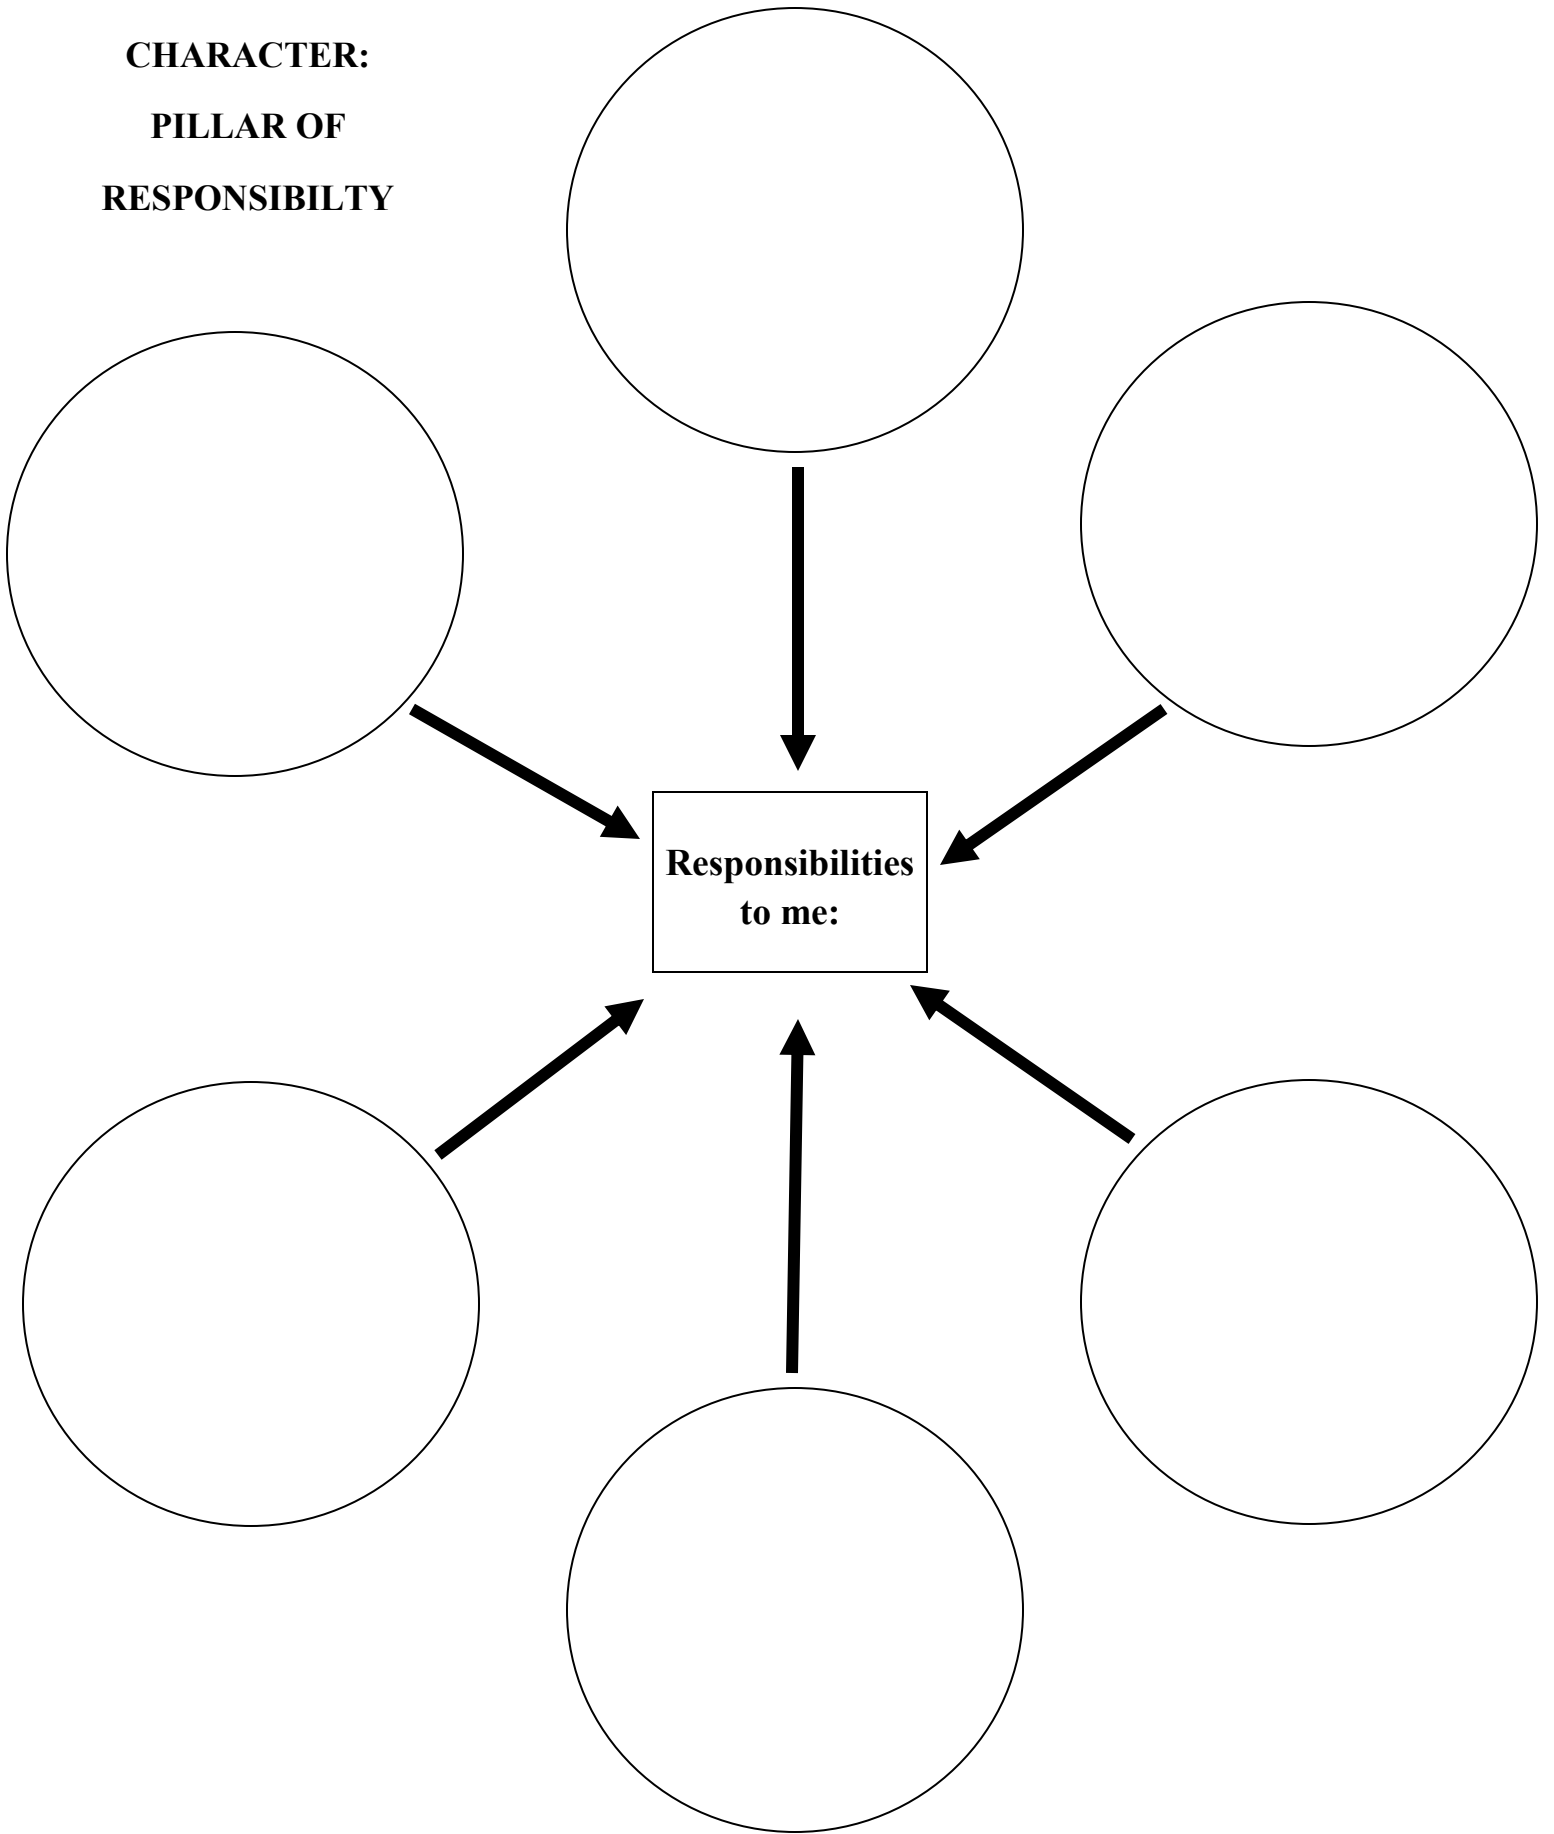 CHARACTER:
PILLAR OF
RESPONSIBILTY
Responsibilities
to me: